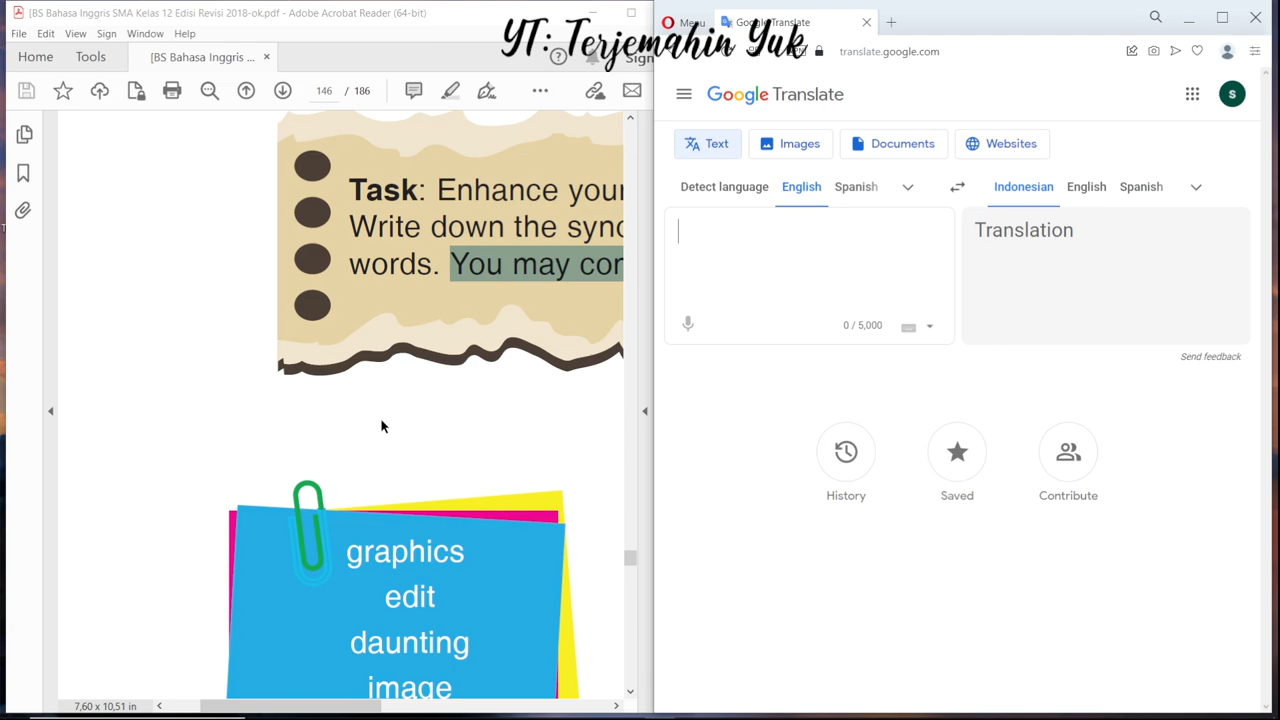 [BS Bahasa Inggris SMA Kelas 12 Edisi Revisi 2018-ok.pdf - Adobe Acrobat Reader (64-bit)
File Edit View Sign Window Help
Home Tools [BS Bahasa Inggris ... × Sign
146 / 186
YT: Terjemahin Yuk
Task: Enhance your
Write down the syno
words. You may con
graphics
edit
daunting
image
7,60 x 10,51 in
Menu Google Translate
translate.google.com
Google Translate
S
Text Images Documents Websites
Detect language English Spanish Indonesian English Spanish
Translation
0 / 5,000
Send feedback
History Saved Contribute